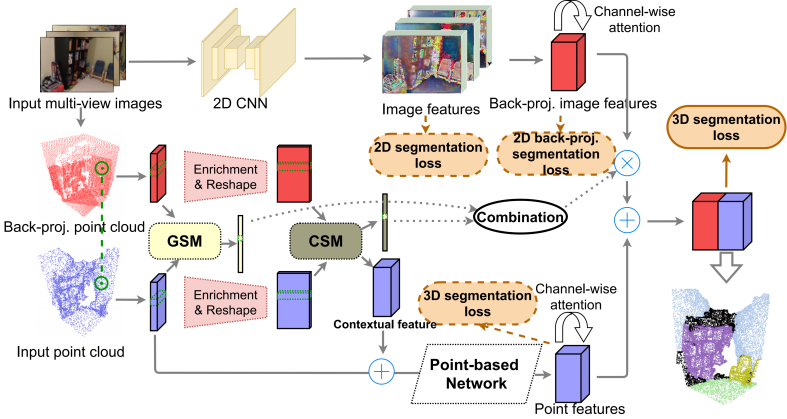 Channel-wise
attention
Input multi-view images
2D CNN
Image features
Back-proj. image features
3D segmentation
loss
2D segmentation
loss
2D back-proj.
segmentation
loss
Enrichment
& Reshape
Back-proj. point cloud
GSM
CSM
Combination
Enrichment
& Reshape
3D segmentation
loss
Channel-wise
attention
Contextual feature
Input point cloud
Point-based
Network
Point features